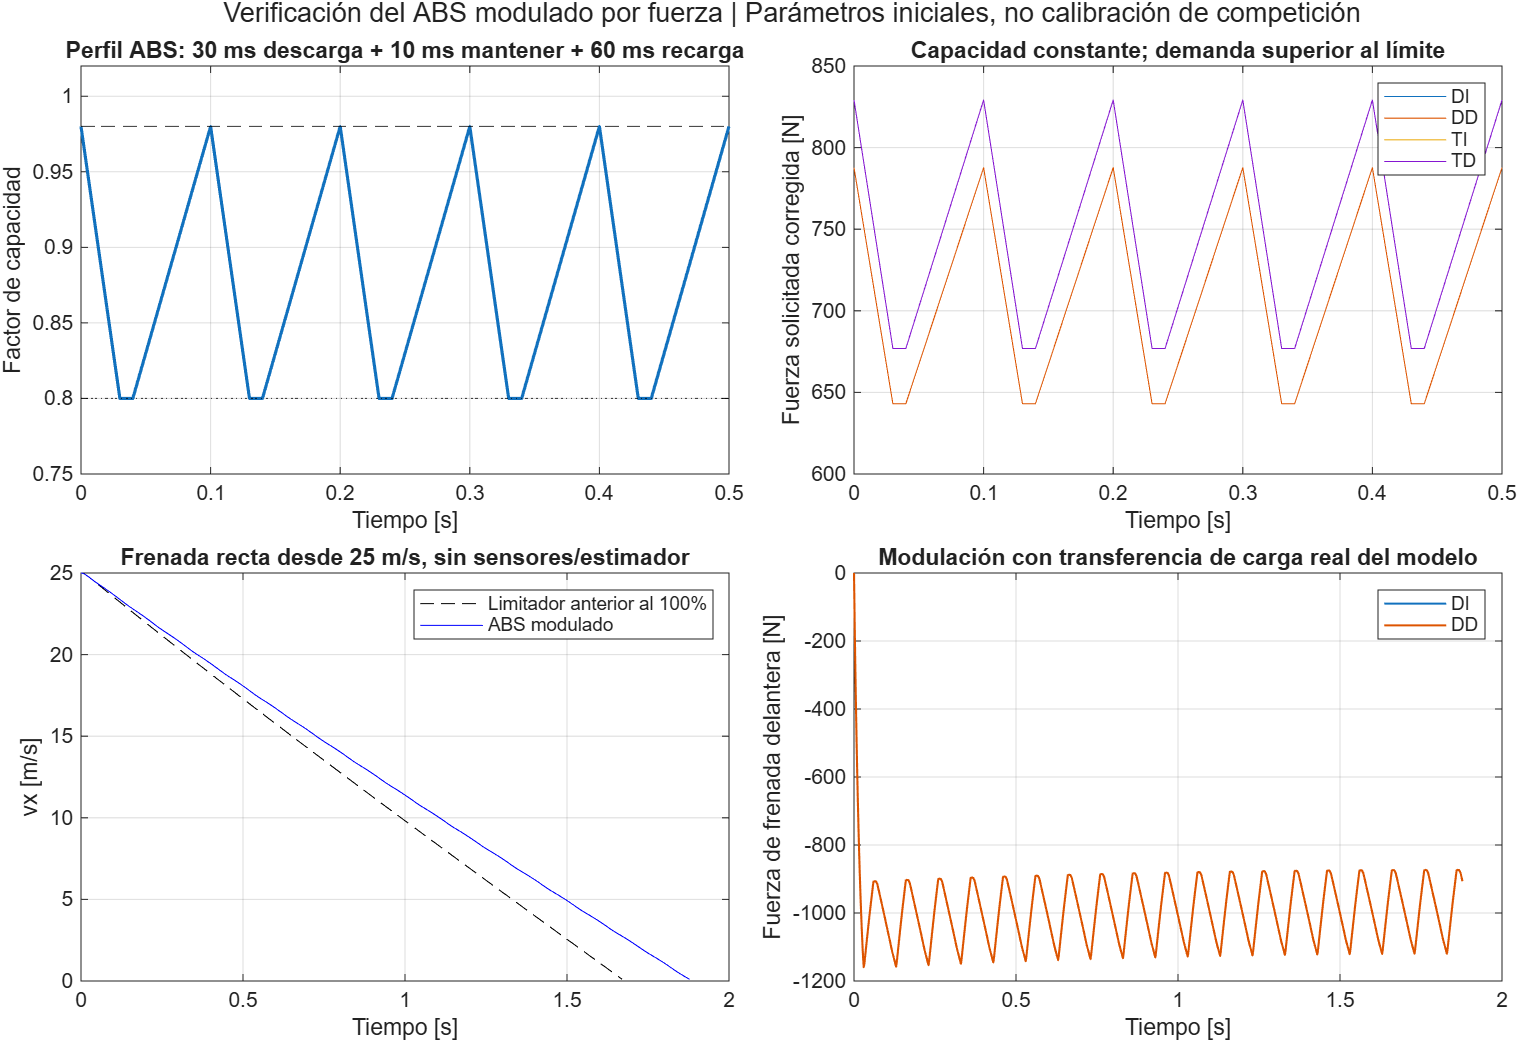 Verificación del ABS modulado por fuerza | Parámetros iniciales, no calibración de competición
Perfil ABS: 30 ms descarga + 10 ms mantener + 60 ms recarga
Factor de capacidad
1
0.95
0.9
0.85
0.8
0.75
0
0.1
0.2
0.3
0.4
0.5
Tiempo [s]
Capacidad constante; demanda superior al límite
Fuerza solicitada corregida [N]
850
800
750
700
650
600
DI
DD
TI
TD
0
0.1
0.2
0.3
0.4
0.5
Tiempo [s]
Frenada recta desde 25 m/s, sin sensores/estimador
vx [m/s]
25
20
15
10
5
0
Limitador anterior al 100%
ABS modulado
0
0.5
1
1.5
2
Tiempo [s]
Modulación con transferencia de carga real del modelo
Fuerza de frenada delantera [N]
0
-200
-400
-600
-800
-1000
-1200
DI
DD
0
0.5
1
1.5
2
Tiempo [s]